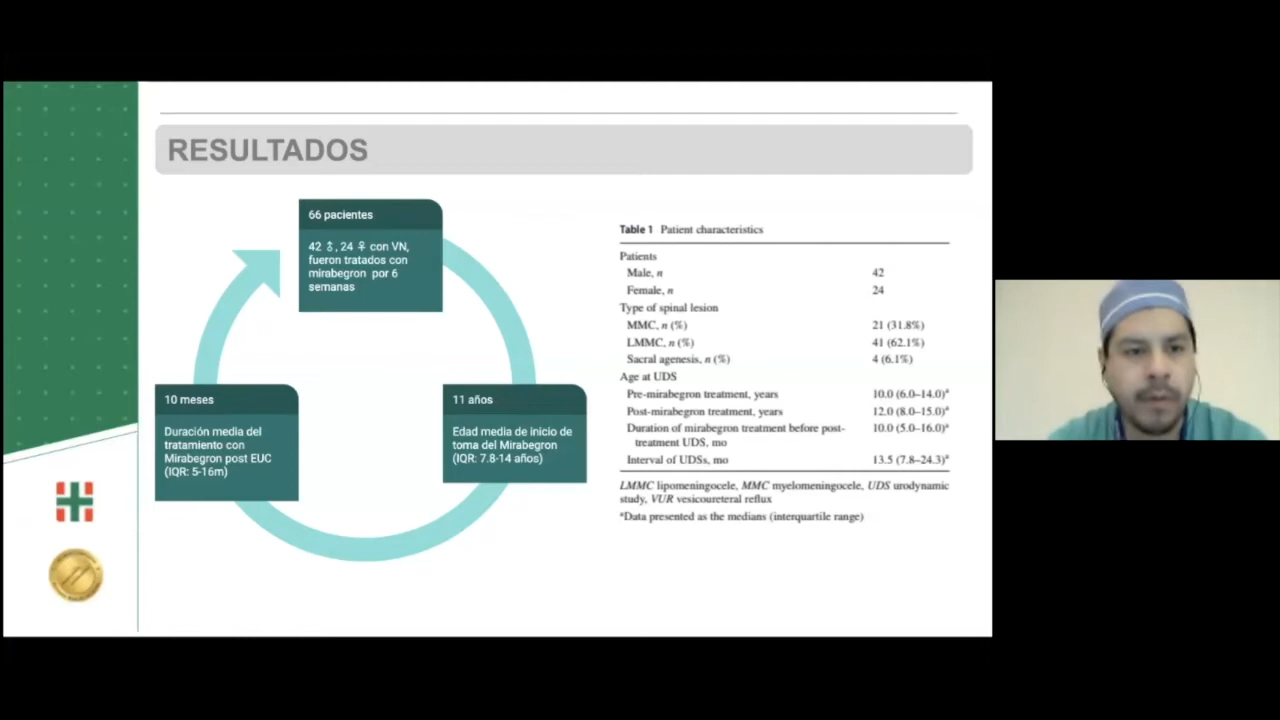 RESULTADOS
66 pacientes
42 ⚦, 24 ♀ con VN,
fueron tratados con
mirabegron por 6
semanas
10 meses
Duración media del
tratamiento con
Mirabegron post EUC
(IQR: 5-16m)
11 años
Edad media de inicio de
toma del Mirabegron
(IQR: 7.8-14 años)
Table 1 Patient characteristics
Patients
Male, n 42
Female, n 24
Type of spinal lesion
MMC, n (%) 21 (31.8%)
LMMC, n (%) 41 (62.1%)
Sacral agenesis, n (%) 4 (6.1%)
Age at UDS
Pre-mirabegron treatment, years 10.0 (6.0–14.0)ᵃ
Post-mirabegron treatment, years 12.0 (8.0–15.0)ᵃ
Duration of mirabegron treatment before post-
treatment UDS, mo 10.0 (5.0–16.0)ᵃ
Interval of UDSs, mo 13.5 (7.8–24.3)ᵃ
LMMC lipomeningocele, MMC myelomeningocele, UDS urodynamic
study, VUR vesicoureteral reflux
ᵃData presented as the medians (interquartile range)